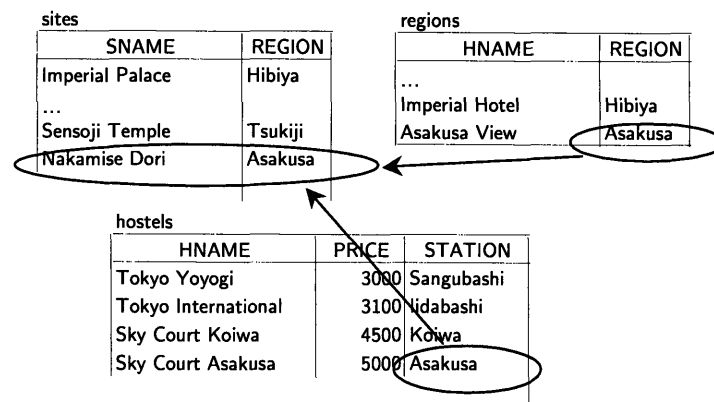 sites
SNAME REGION
Imperial Palace Hibiya
...
Sensoji Temple Tsukiji
Nakamise Dori Asakusa
regions
HNAME REGION
...
Imperial Hotel Hibiya
Asakusa View Asakusa
hostels
HNAME PRICE STATION
Tokyo Yoyogi 3000 Sangubashi
Tokyo International 3100 Iidabashi
Sky Court Koiwa 4500 Koiwa
Sky Court Asakusa 5000 Asakusa